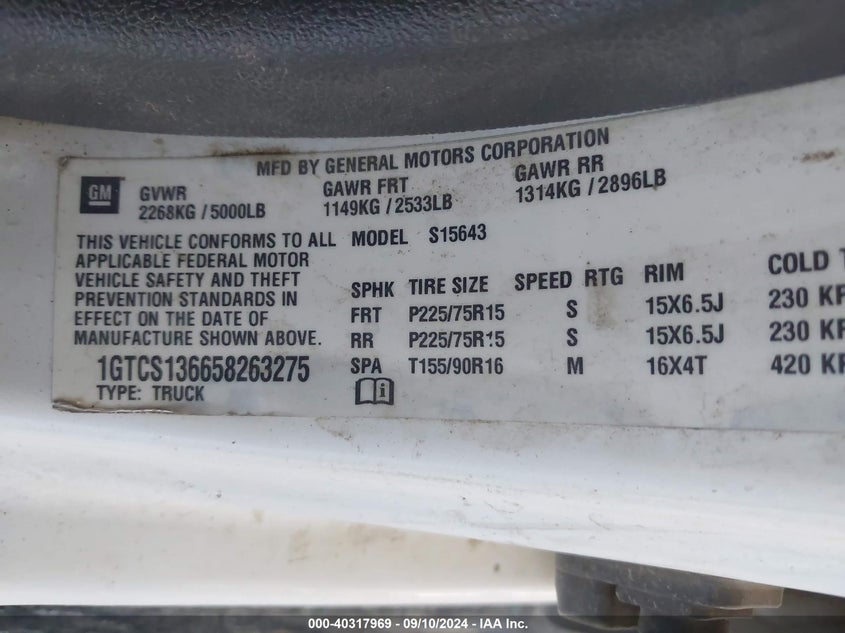 MFD BY GENERAL MOTORS CORPORATION
GM
GVWR GAWR FRT GAWR RR
2268KG / 5000LB 1149KG / 2533LB 1314KG / 2896LB
THIS VEHICLE CONFORMS TO ALL
APPLICABLE FEDERAL MOTOR
VEHICLE SAFETY AND THEFT
PREVENTION STANDARDS IN
EFFECT ON THE DATE OF
MANUFACTURE SHOWN ABOVE.
1GTCS136658263275
TYPE: TRUCK
MODEL S15643
SPHK TIRE SIZE SPEED RTG RIM COLD T
FRT P225/75R15 S 15X6.5J 230 KP
RR P225/75R15 S 15X6.5J 230 KP
SPA T155/90R16 M 16X4T 420 KP
000-40317969 / 09/10/2024 - IAA Inc.